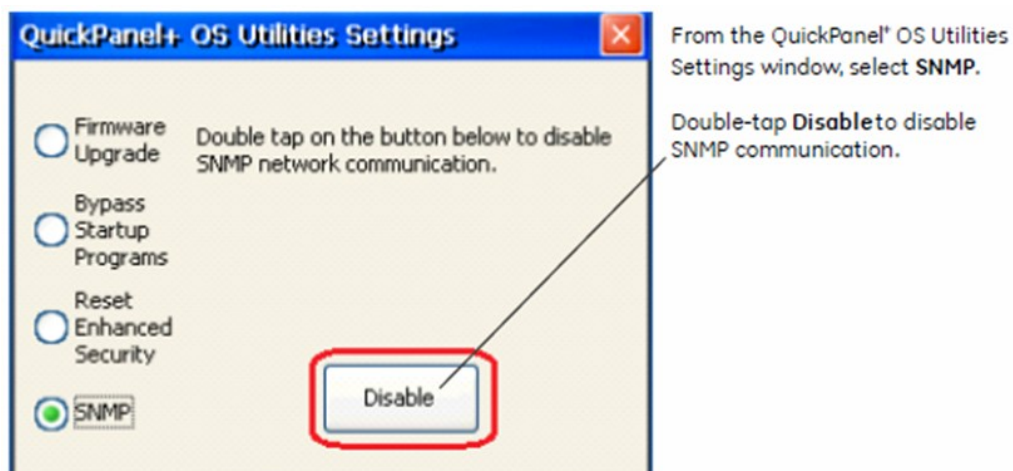 QuickPanel+ OS Utilities Settings
Firmware
Upgrade
Double tap on the button below to disable
SNMP network communication.
Bypass
Startup
Programs
Reset
Enhanced
Security
SNMP
Disable
From the QuickPanel⁺ OS Utilities
Settings window, select SNMP.
Double-tap Disable to disable
SNMP communication.